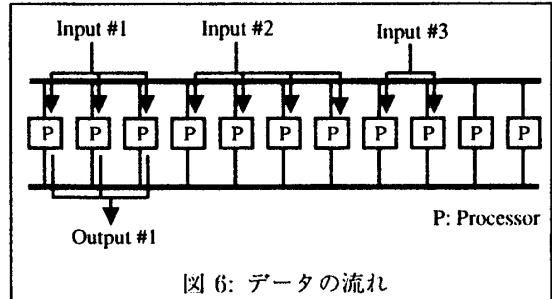 Input #1 Input #2 Input #3
P P P P P P P P P P P
Output #1
P: Processor
図 6: データの流れ